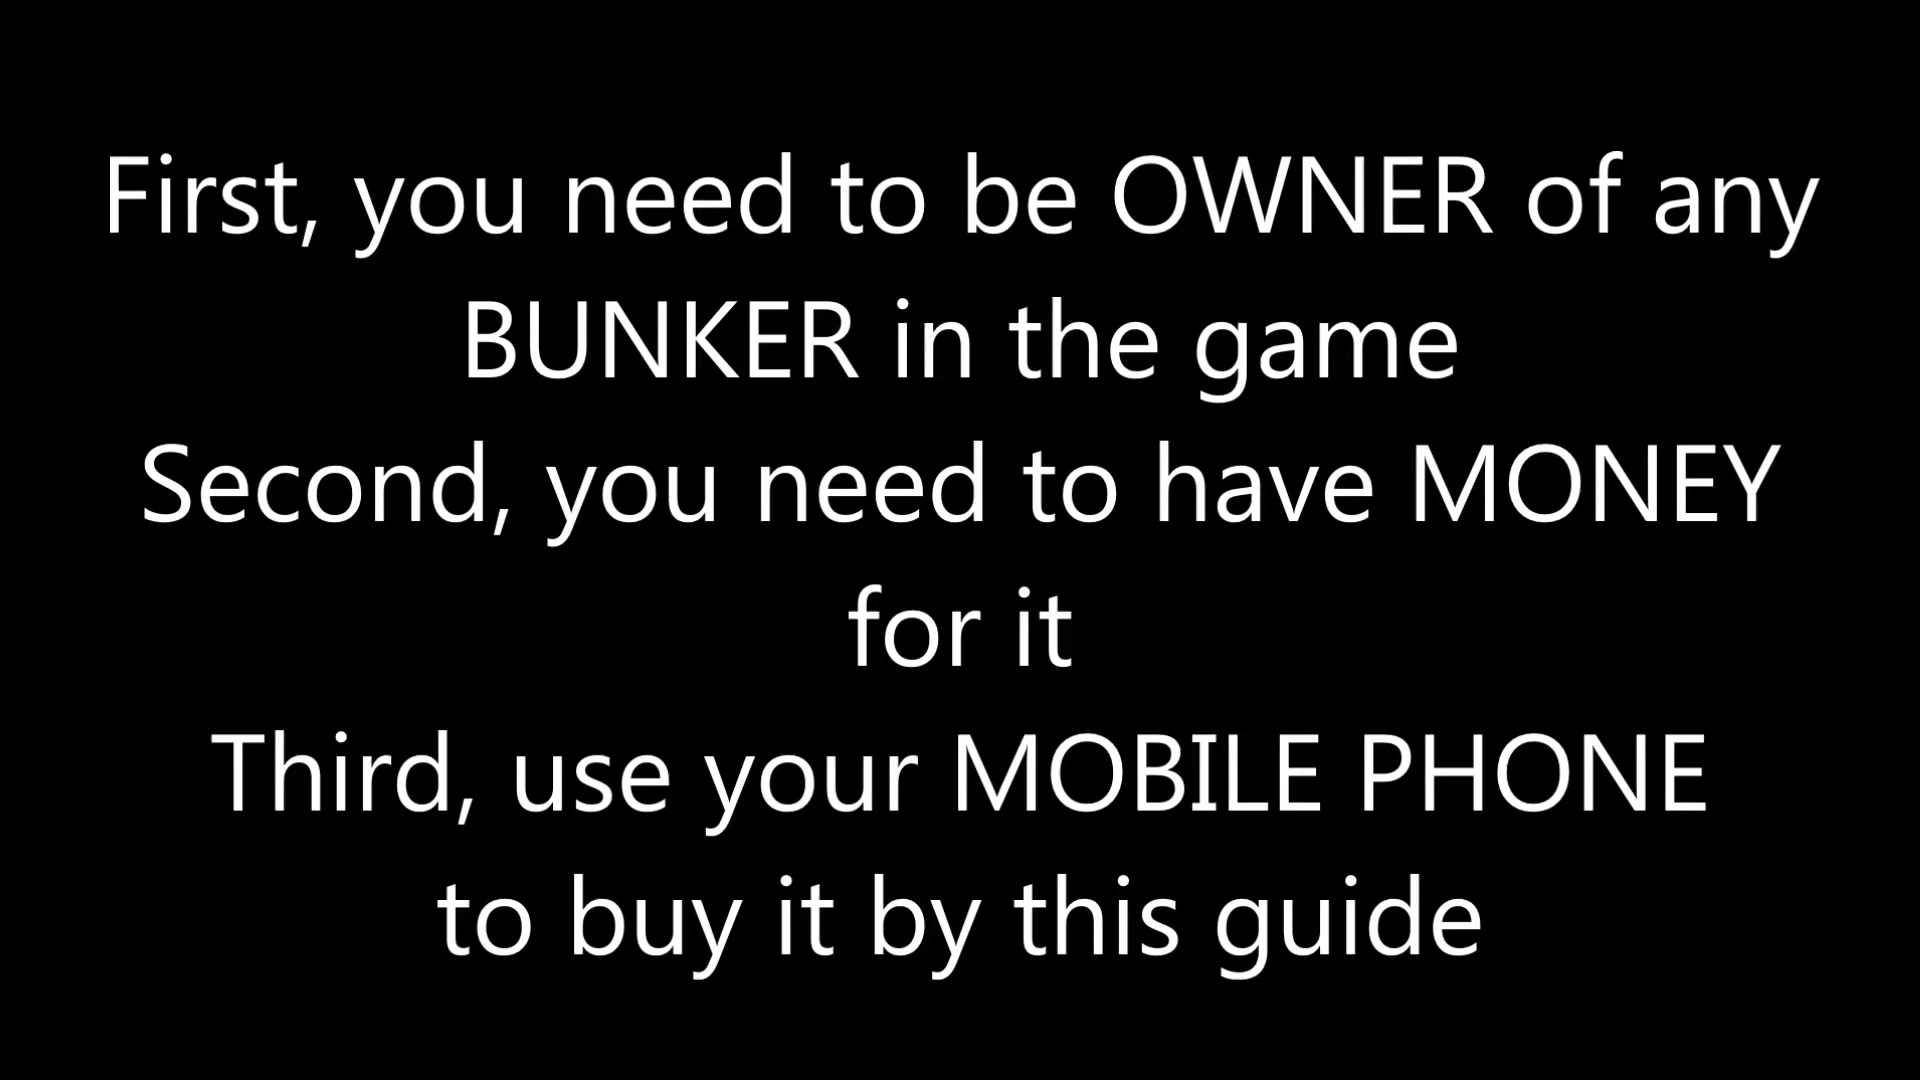 First, you need to be OWNER of any
BUNKER in the game
Second, you need to have MONEY
for it
Third, use your MOBILE PHONE
to buy it by this guide